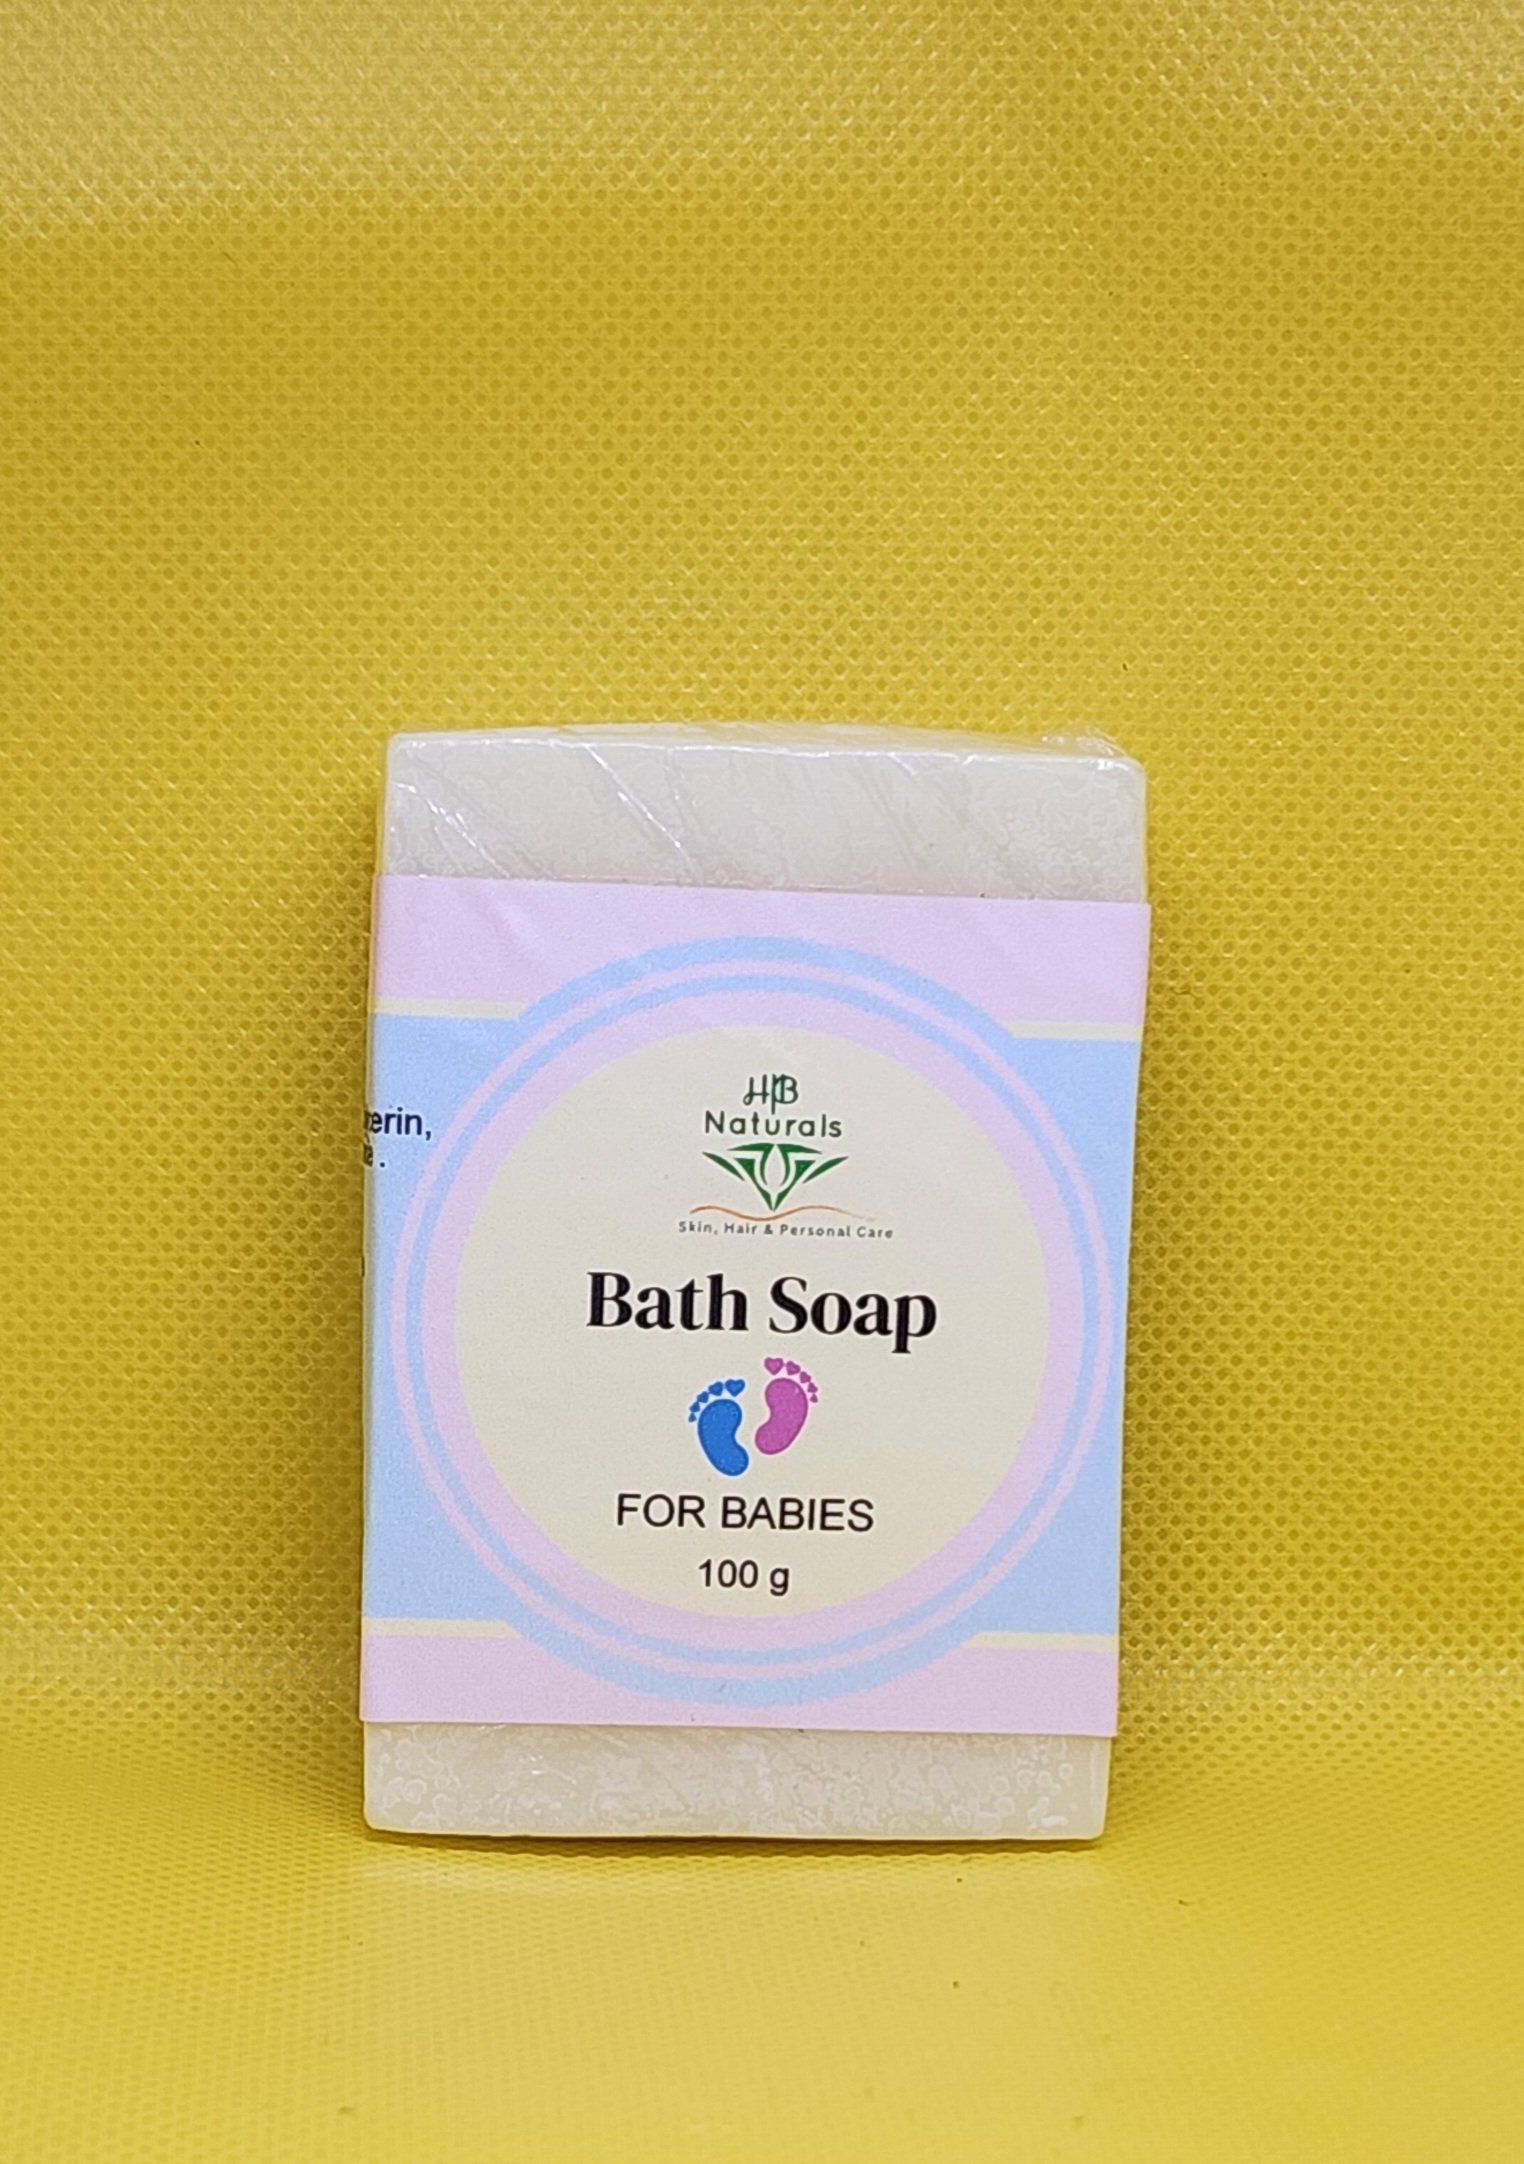 HB
Naturals
Skin, Hair & Personal Care
Bath Soap
FOR BABIES
100 g